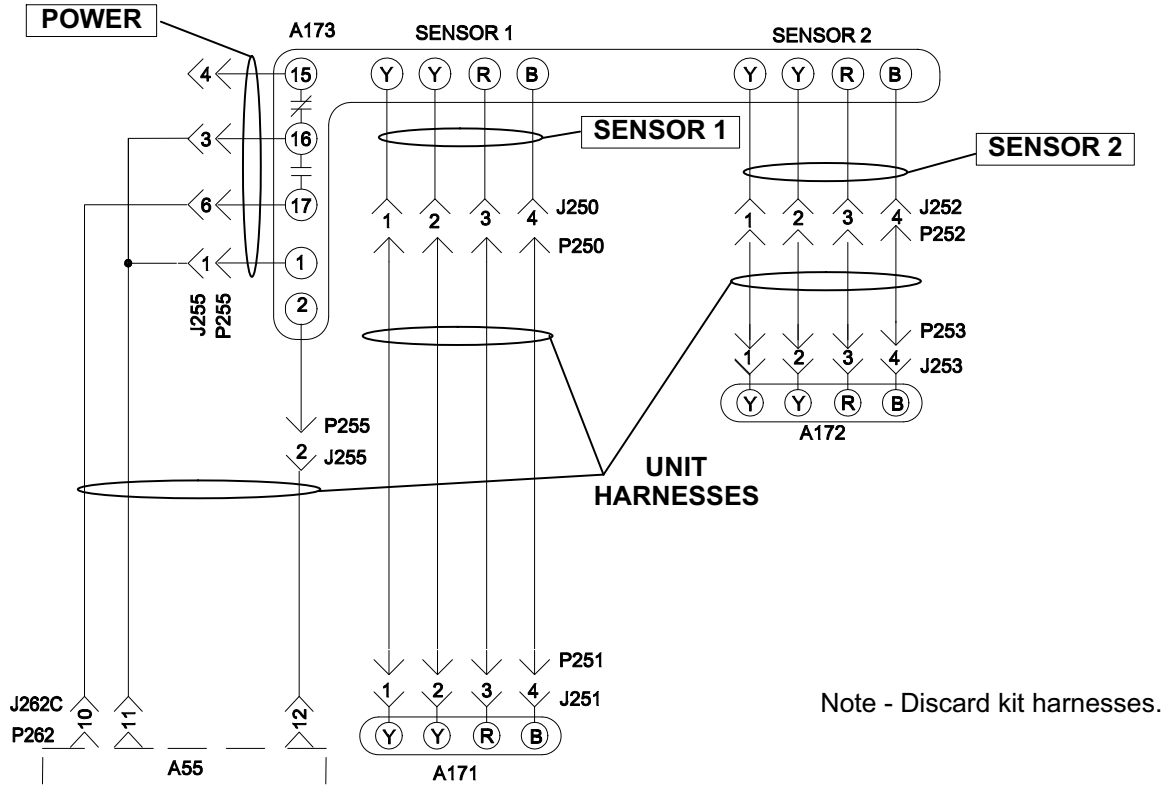 POWER
A173
SENSOR 1
SENSOR 2
4
15
Y Y R B
Y Y R B
3
16
SENSOR 1
SENSOR 2
6
17
1 2 3 4
J250
P250
1 2 3 4
J252
P252
1
1
J255
P255
2
P253
1 2 3 4
J253
Y Y R B
A172
P255
2
J255
UNIT
HARNESSES
P251
1 2 3 4
J251
Y Y R B
A171
J262C
P262
10
11
12
A55
Note - Discard kit harnesses.